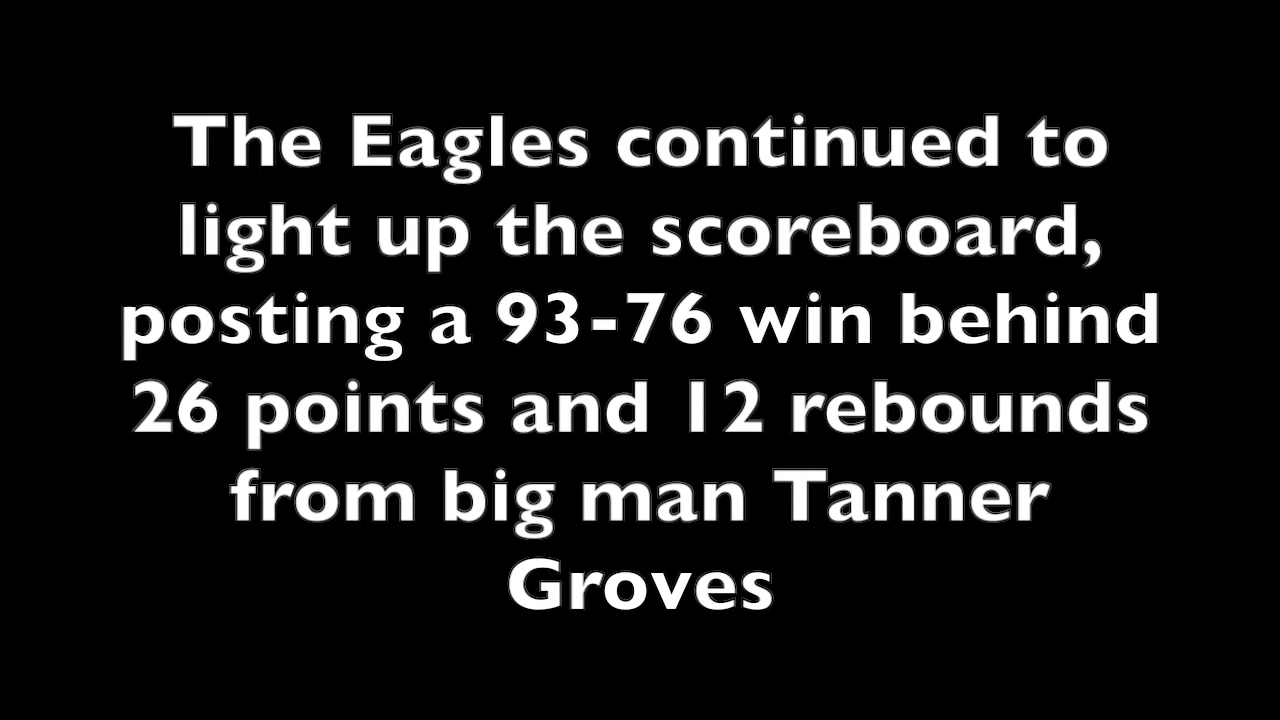 The Eagles continued to
light up the scoreboard,
posting a 93-76 win behind
26 points and 12 rebounds
from big man Tanner
Groves